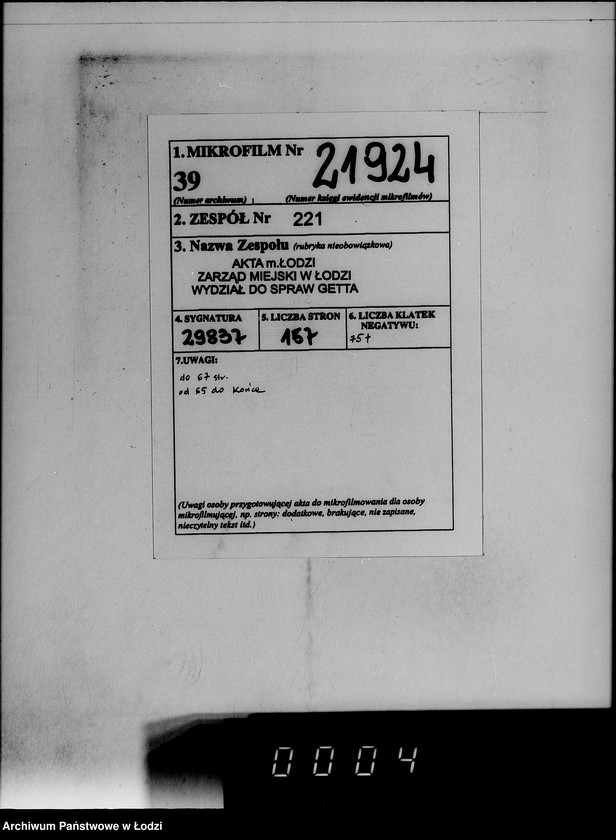 1. MIKROFILM Nr 21924
39
(Numer archiwum) (Numer księgi ewidencji mikrofilmów)
2. ZESPÓŁ Nr 221
3. Nazwa Zespołu (rubryka nieobowiązkowa)
AKTA m.ŁODZI
ZARZĄD MIEJSKI W ŁODZI
WYDZIAŁ DO SPRAW GETTA
4. SYGNATURA 5. LICZBA STRON 6. LICZBA KLATEK
NEGATYWU:
29837 167
7.UWAGI:
do 67 str.
od 65 do końca
(Uwagi osoby przygotowującej akta do mikrofilmowania dla osoby
mikrofilmującej, np. strony: dodatkowe, brakujące, nie zapisane,
nieczytelny tekst itd.)
0004
Archiwum Państwowe w Łodzi